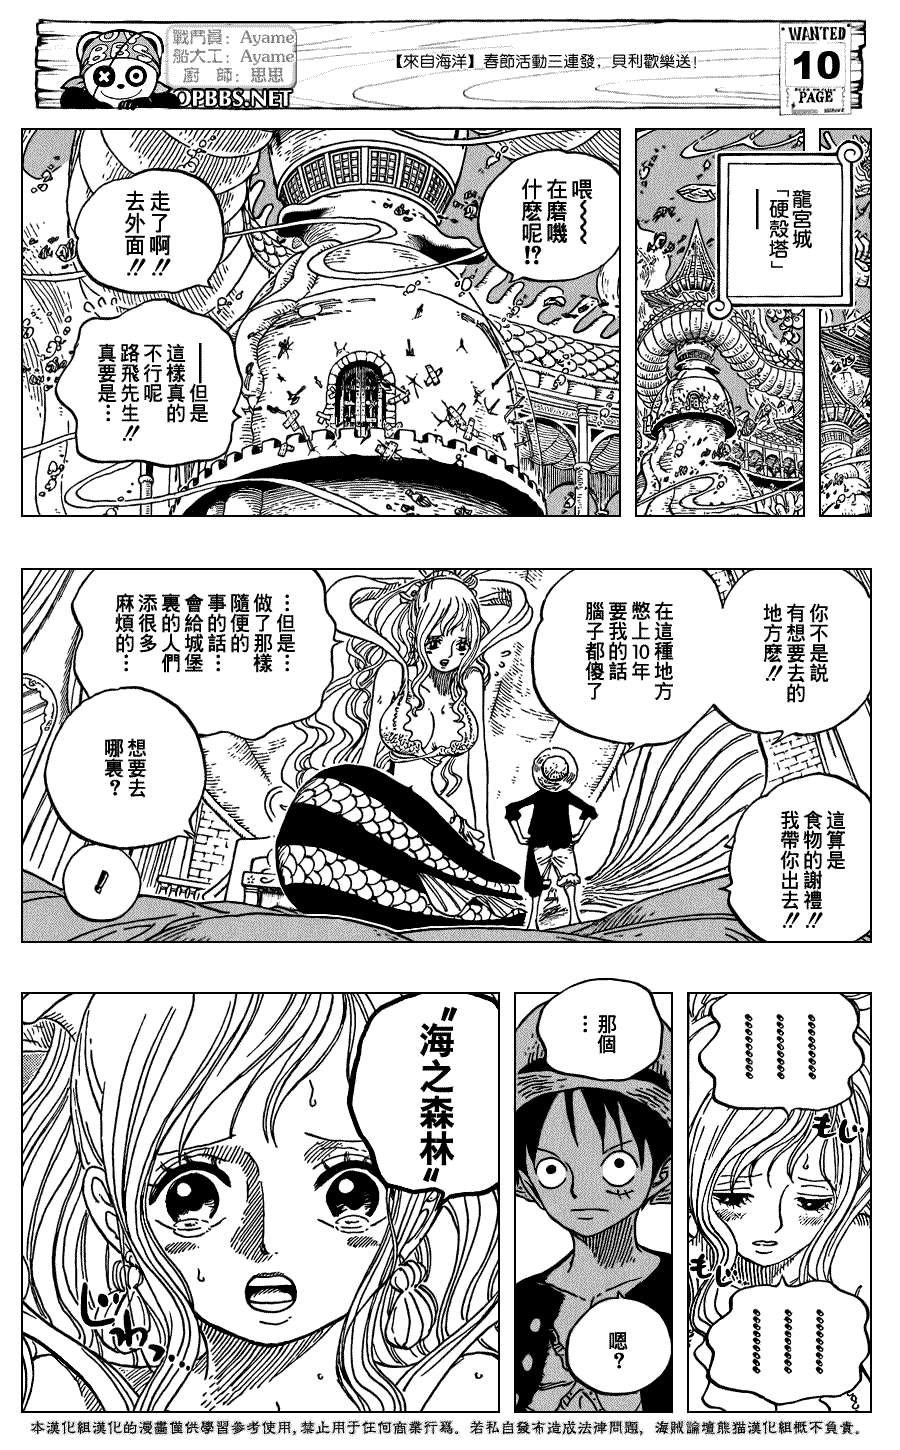 戰鬥員：Ayame
船大工：Ayame
廚　師：思思
OPBBS.NET
【來自海洋】春節活動三連發，貝利歡樂送！
WANTED
10
PAGE
龍宮城
「硬殼塔」
——
喂~~~~
在磨嘰
什麼呢!?
走了啊!!
去外面!!
——但是
這樣真的
不行呢
路飛先生!!
真要是…
你不是説
有想要去的
地方麽!!
在這種地方
憋上10年
要我的話
腦子都傻了
這算是
食物的謝禮!!
我帶你出去!!
…但是…
做了那樣
隨便的
事的話…
會給城堡
裏的人們
添很多
麻煩的…
想要去
哪裏？
！
………
………
………
もじ
もじ
………
………
………
那個
…
嗯？
"海之森林"
じわっ…
本漢化組漢化的漫畫僅供學習參考使用,禁止用于任何商業行爲。若私自發布造成法律問題，海賊論壇熊猫漢化組概不負責。